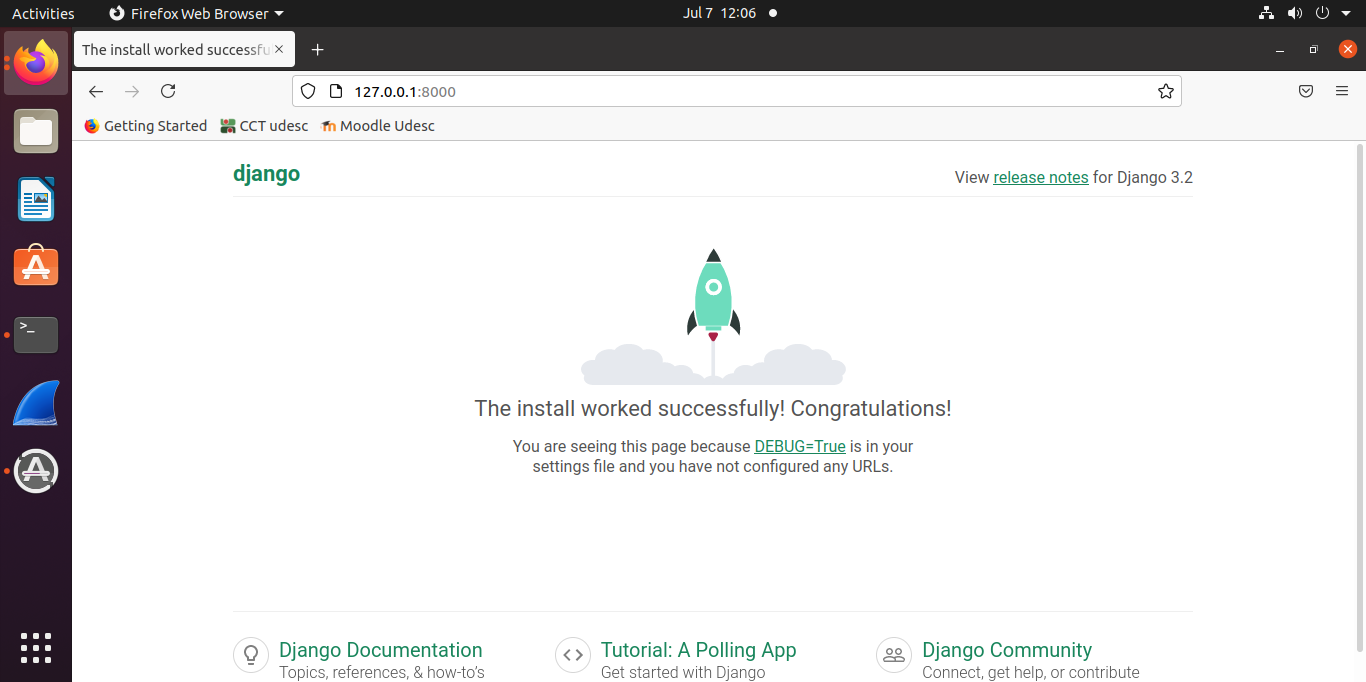 Activities
Firefox Web Browser
Jul 7 12:06
The install worked successfu
127.0.0.1:8000
Getting Started
CCT udesc
Moodle Udesc
django
View release notes for Django 3.2
The install worked successfully! Congratulations!
You are seeing this page because DEBUG=True is in your
settings file and you have not configured any URLs.
Django Documentation
Topics, references, & how-to’s
Tutorial: A Polling App
Get started with Django
Django Community
Connect, get help, or contribute